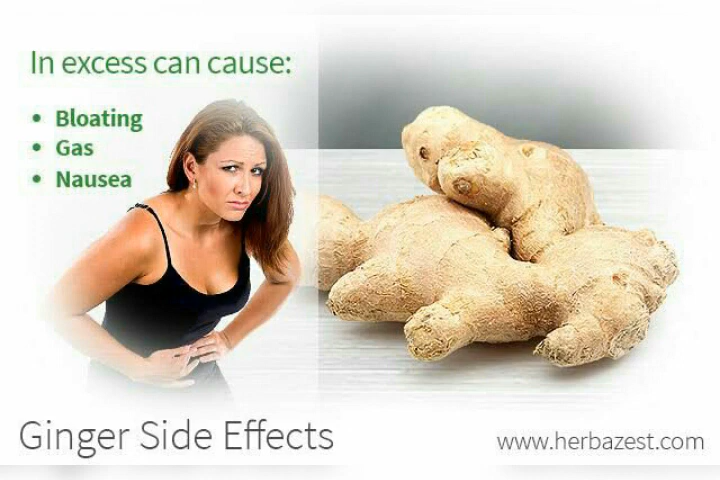 In excess can cause:
• Bloating
• Gas
• Nausea
Ginger Side Effects
www.herbazest.com